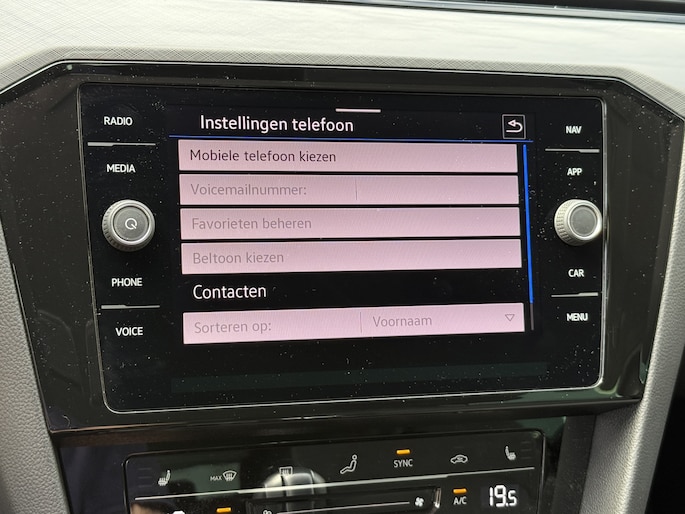 RADIO
MEDIA
PHONE
VOICE
Instellingen telefoon
Mobiele telefoon kiezen
Voicemailnummer:
Favorieten beheren
Beltoon kiezen
Contacten
Sorteren op: Voornaam
NAV
APP
CAR
MENU
MAX
SYNC
A/C
19.5